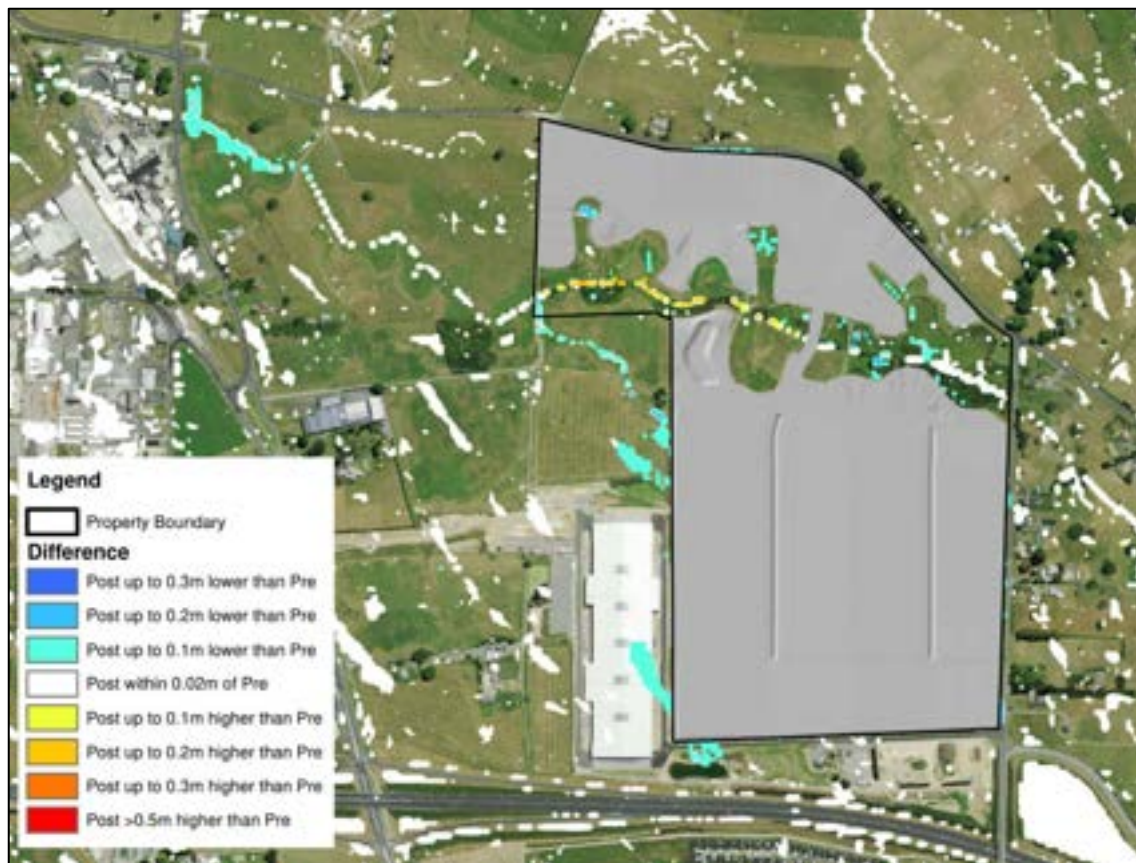 Legend
Property Boundary
Difference
Post up to 0.3m lower than Pre
Post up to 0.2m lower than Pre
Post up to 0.1m lower than Pre
Post within 0.02m of Pre
Post up to 0.1m higher than Pre
Post up to 0.2m higher than Pre
Post up to 0.3m higher than Pre
Post >0.5m higher than Pre